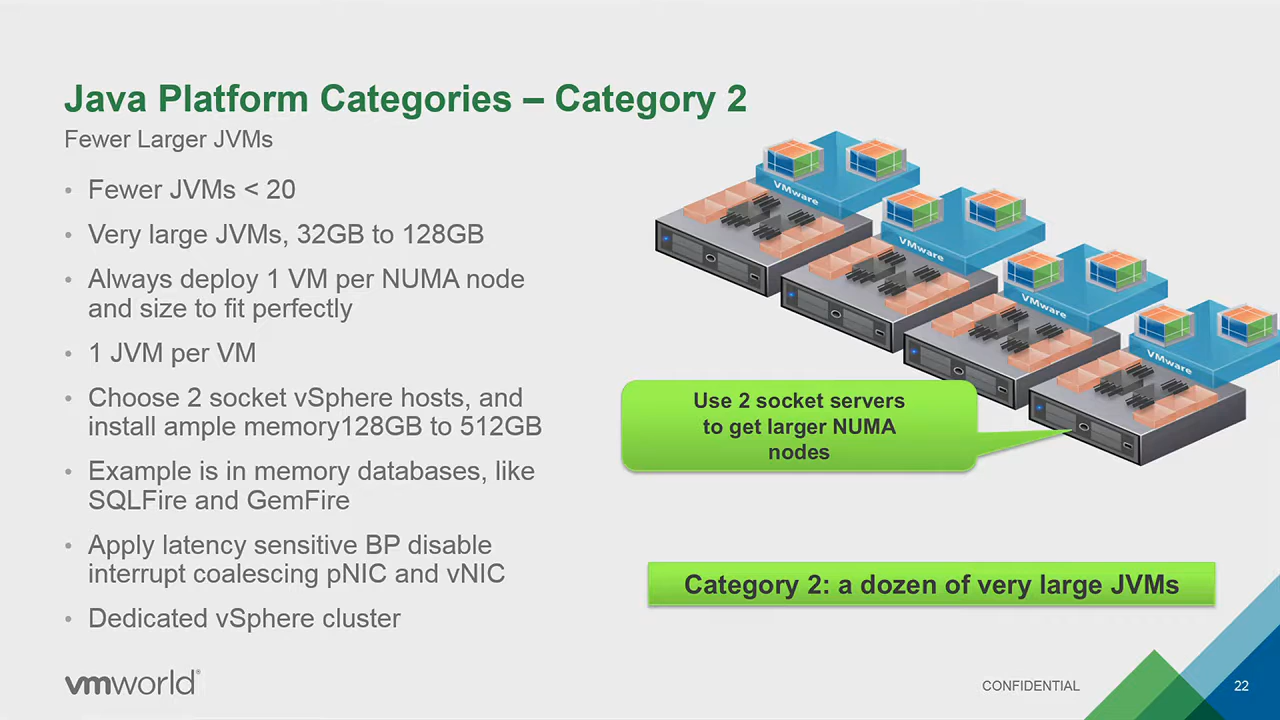 Java Platform Categories – Category 2
Fewer Larger JVMs
• Fewer JVMs < 20
• Very large JVMs, 32GB to 128GB
• Always deploy 1 VM per NUMA node
and size to fit perfectly
• 1 JVM per VM
• Choose 2 socket vSphere hosts, and
install ample memory128GB to 512GB
• Example is in memory databases, like
SQLFire and GemFire
• Apply latency sensitive BP disable
interrupt coalescing pNIC and vNIC
• Dedicated vSphere cluster
VMware
VMware
VMware
VMware
Use 2 socket servers
to get larger NUMA
nodes
Category 2: a dozen of very large JVMs
vmworld®
CONFIDENTIAL
22